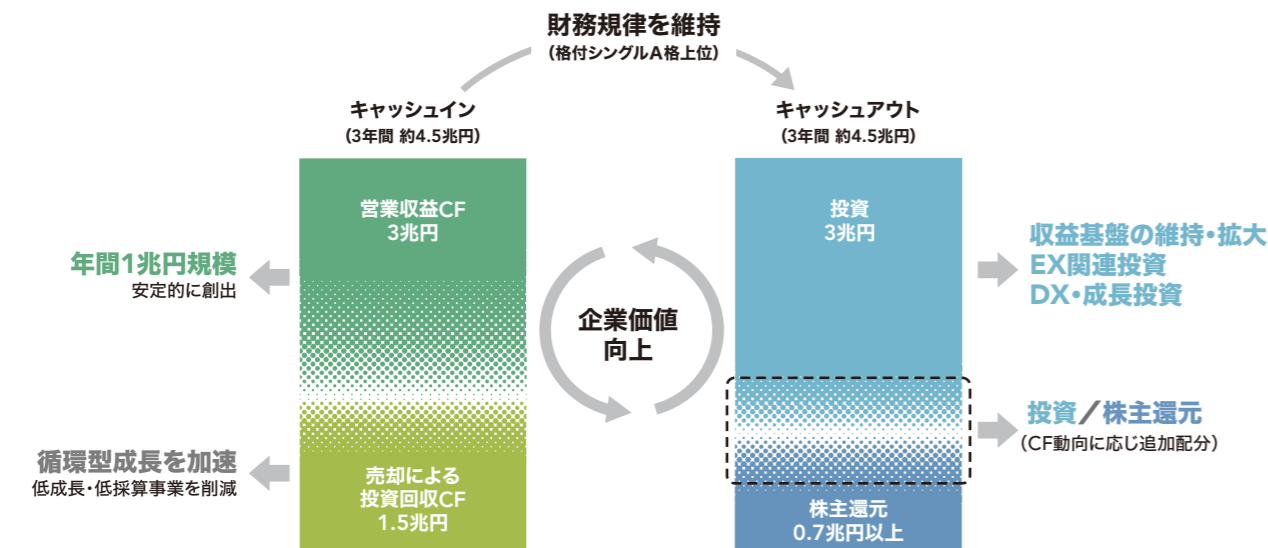 財務規律を維持
（格付シングルA格上位）
キャッシュイン
（3年間 約4.5兆円）
キャッシュアウト
（3年間 約4.5兆円）
営業収益CF
3兆円
投資
3兆円
年間1兆円規模
安定的に創出
収益基盤の維持・拡大
EX関連投資
DX・成長投資
企業価値
向上
投資／株主還元
（CF動向に応じ追加配分）
循環型成長を加速
低成長・低採算事業を削減
売却による
投資回収CF
1.5兆円
株主還元
0.7兆円以上